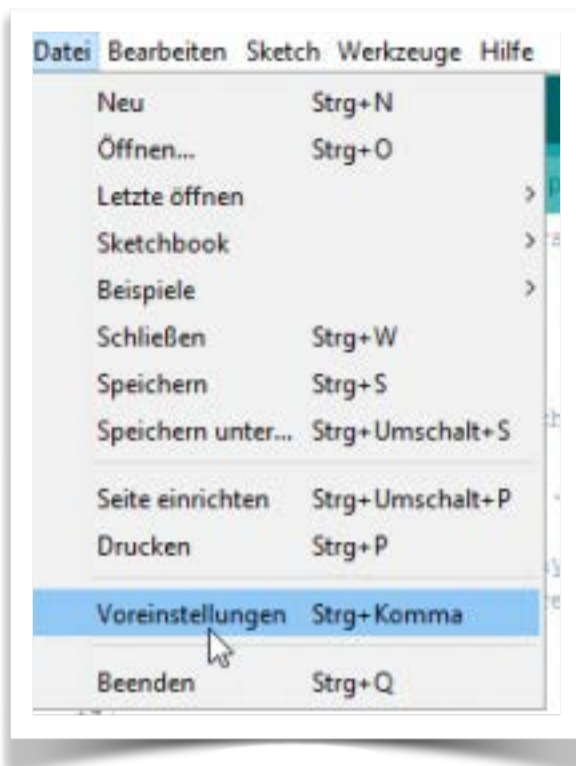 Datei Bearbeiten Sketch Werkzeuge Hilfe
Neu Strg+N
Öffnen... Strg+O
Letzte öffnen >
Sketchbook >
Beispiele >
Schließen Strg+W
Speichern Strg+S
Speichern unter... Strg+Umschalt+S
Seite einrichten Strg+Umschalt+P
Drucken Strg+P
Voreinstellungen Strg+Komma
Beenden Strg+Q